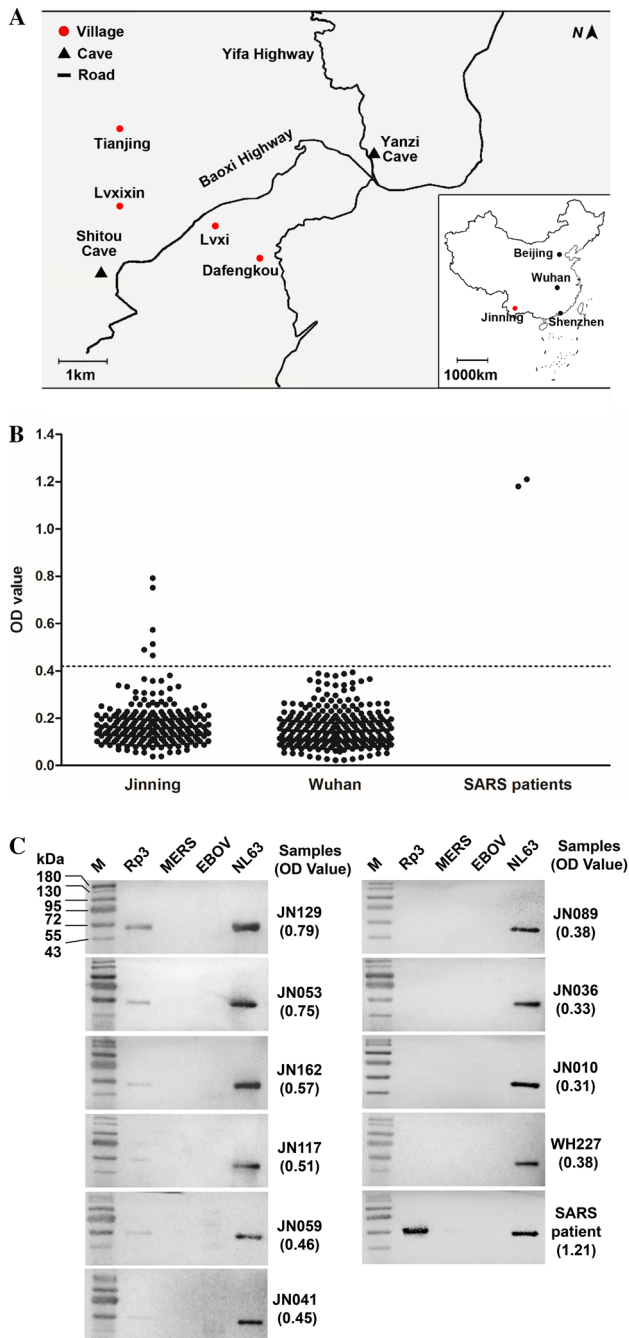 A
Village
Cave
Road
Yifa Highway
N
Tianjing
Baoxi Highway
Yanzi
Cave
Lvxixin
Shitou
Cave
Lvxi
Dafengkou
1km
Beijing
Wuhan
Jinning
Shenzhen
1000km
B
OD value
1.4
1.2
1.0
0.8
0.6
0.4
0.2
0.0
Jinning Wuhan SARS patients
C
kDa M Rp3 MERS EBOV NL63 Samples
(OD Value)
180
130
95
72
55
43
JN129
(0.79)
JN053
(0.75)
JN162
(0.57)
JN117
(0.51)
JN059
(0.46)
JN041
(0.45)
M Rp3 MERS EBOV NL63 Samples
(OD Value)
JN089
(0.38)
JN036
(0.33)
JN010
(0.31)
WH227
(0.38)
SARS
patient
(1.21)